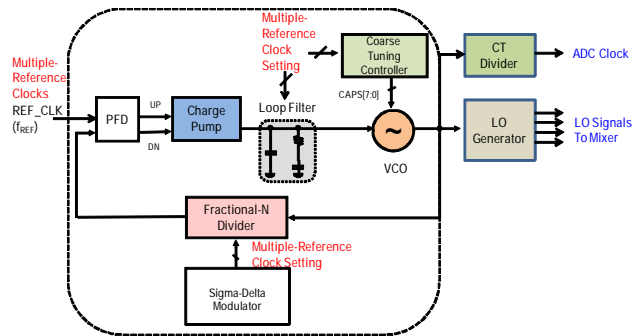 Multiple-
Reference
Clock
Setting
Coarse
Tuning
Controller
CT
Divider
ADC Clock
Multiple-
Reference
Clocks
REF_CLK
(fREF)
PFD
UP
DN
Charge
Pump
Loop Filter
CAPS[7:0]
~
VCO
LO
Generator
LO Signals
To Mixer
Fractional-N
Divider
Multiple-Reference
Clock Setting
Sigma-Delta
Modulator